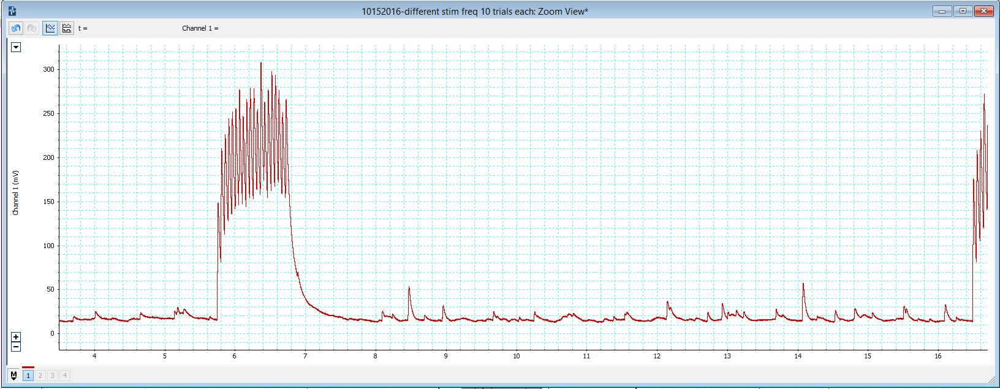 10152016-different stim freq 10 trials each: Zoom View*
t = Channel 1 =
Channel 1 (mV)
300
250
200
150
100
50
0
4 5 6 7 8 9 10 11 12 13 14 15 16
M 1 2 3 4